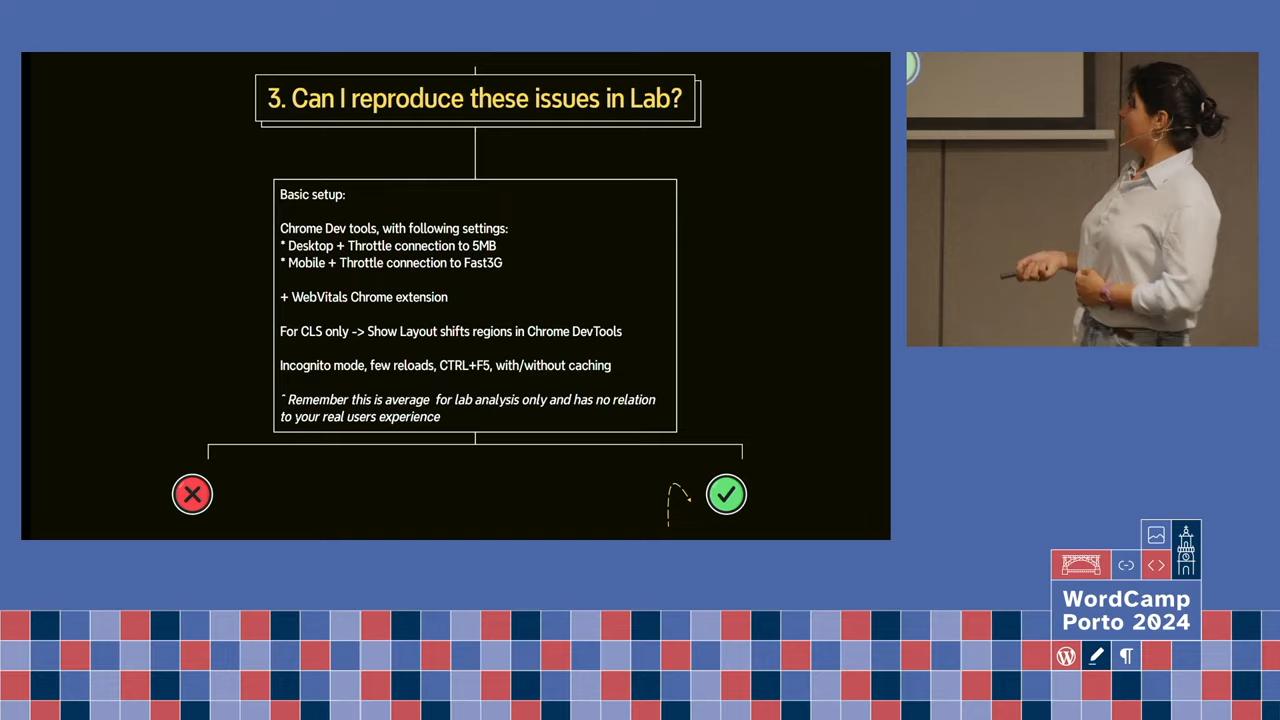 3. Can I reproduce these issues in Lab?
Basic setup:
Chrome Dev tools, with following settings:
* Desktop + Throttle connection to 5MB
* Mobile + Throttle connection to Fast3G
+ WebVitals Chrome extension
For CLS only -> Show Layout shifts regions in Chrome DevTools
Incognito mode, few reloads, CTRL+F5, with/without caching
* Remember this is average for lab analysis only and has no relation
to your real users experience
WordCamp
Porto 2024